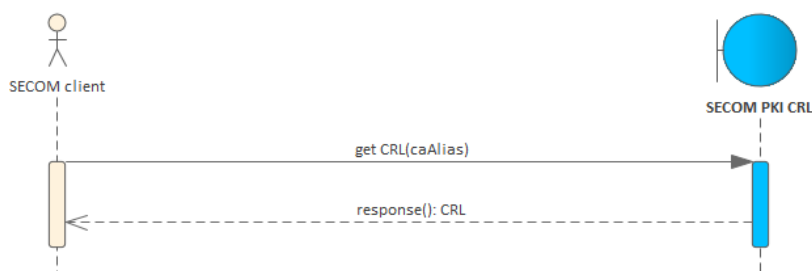 SECOM client
SECOM PKI CRL
get CRL(caAlias)
response(): CRL